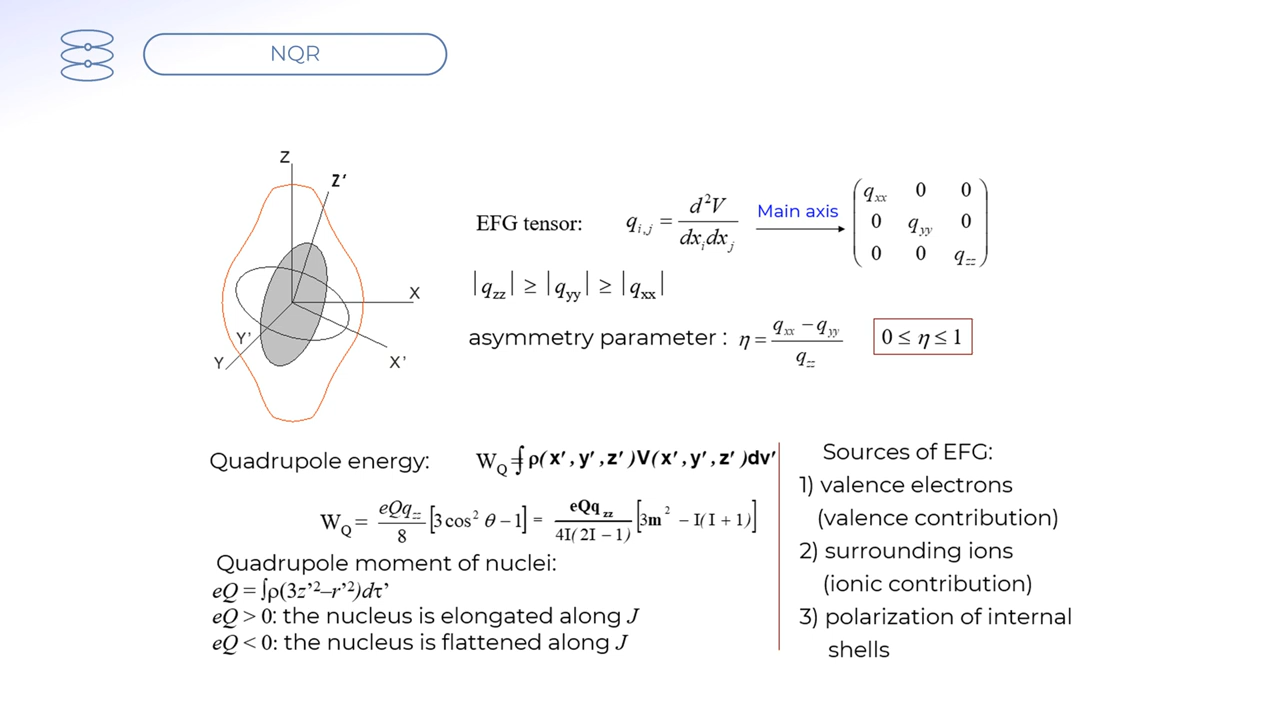 NQR
Z
Z'
X
Y'
Y
X'
EFG tensor: q_{i,j} = d²V / dx_i dx_j
Main axis
q_xx 0 0
0 q_yy 0
0 0 q_zz
|q_zz| ≥ |q_yy| ≥ |q_xx|
asymmetry parameter : η = (q_xx − q_yy) / q_zz
0 ≤ η ≤ 1
Quadrupole energy: W_Q = ∫ρ(x',y',z')V(x',y',z')dv'
W_Q = eQq_zz / 8 [3cos² θ − 1] = eQq_zz / 4I(2I − 1) [3m² − I(I + 1)]
Quadrupole moment of nuclei:
eQ = ∫ρ(3z’²–r’²)dτ’
eQ > 0: the nucleus is elongated along J
eQ < 0: the nucleus is flattened along J
Sources of EFG:
1) valence electrons
(valence contribution)
2) surrounding ions
(ionic contribution)
3) polarization of internal
shells